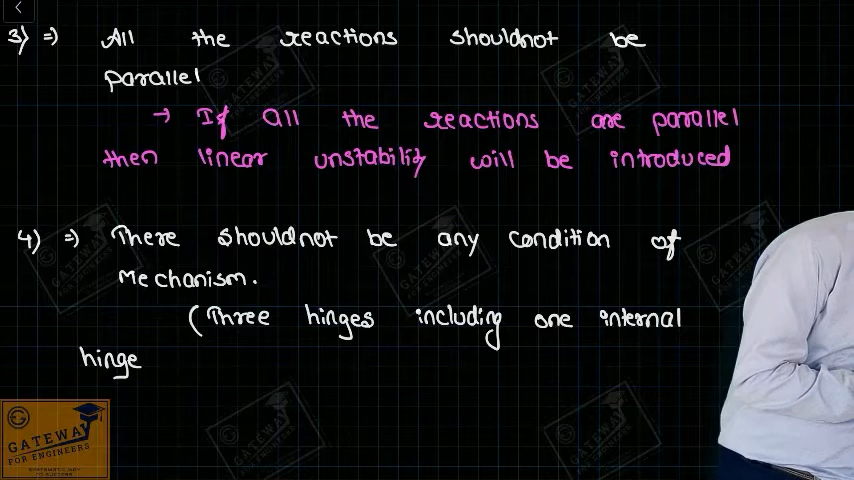 3) ⇒ All the reactions shouldnot be
parallel
→ If all the reactions are parallel
then linear unstability will be introduced
4) ⇒ There shouldnot be any condition of
Mechanism.
(Three hinges including one internal
hinge
GATEWAY
FOR ENGINEERS